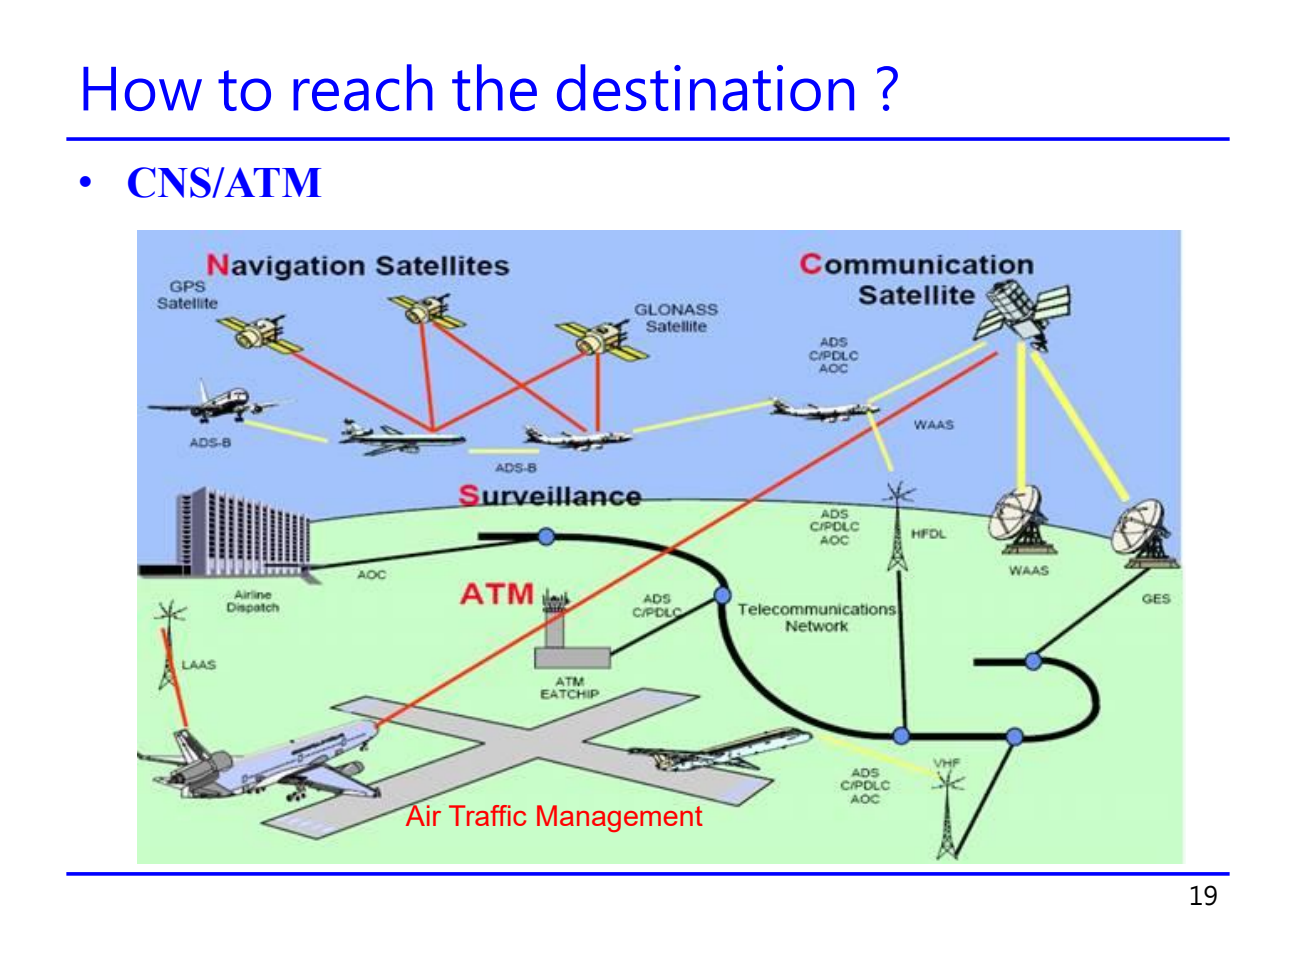 How to reach the destination ?
• CNS/ATM
Navigation Satellites
Communication
Satellite
GPS
Satellite
GLONASS
Satellite
ADS
C/PDLC
AOC
ADS-B
WAAS
ADS-B
Surveillance
ADS
C/PDLC
AOC
HFDL
WAAS
GES
AOC
Airline
Dispatch
ATM
ADS
C/PDLC
Telecommunications
Network
LAAS
ATM
EATCHIP
VHF
ADS
C/PDLC
AOC
Air Traffic Management
19